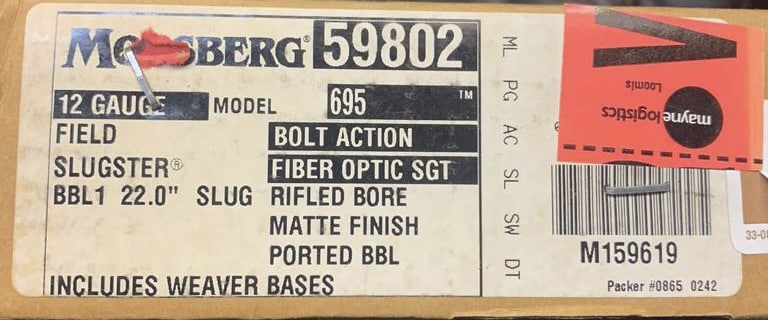 MOSSBERG® 59802
12 GAUGE MODEL 695 ™
FIELD BOLT ACTION
SLUGSTER® FIBER OPTIC SGT
BBL1 22.0" SLUG RIFLED BORE
MATTE FINISH
PORTED BBL
INCLUDES WEAVER BASES
ML PG AC SL SW DT
mayne logistics
Loomis
M159619
Packer #0865 0242